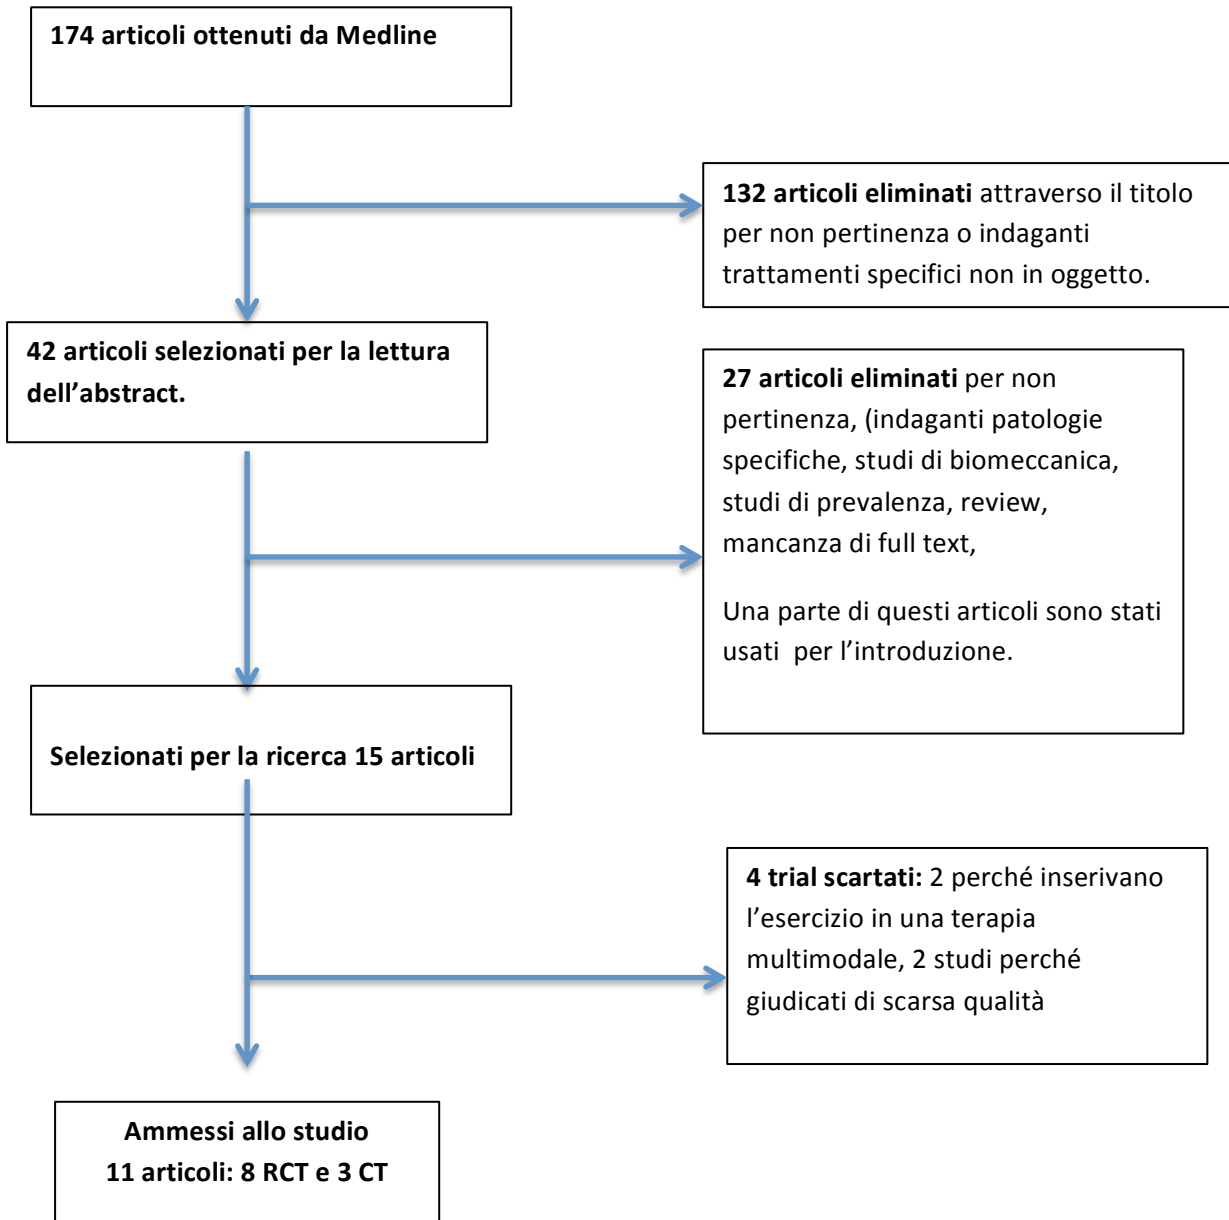 174 articoli ottenuti da Medline
132 articoli eliminati attraverso il titolo
per non pertinenza o indaganti
trattamenti specifici non in oggetto.
42 articoli selezionati per la lettura
dell’abstract.
27 articoli eliminati per non
pertinenza, (indaganti patologie
specifiche, studi di biomeccanica,
studi di prevalenza, review,
mancanza di full text,
Una parte di questi articoli sono stati
usati per l’introduzione.
Selezionati per la ricerca 15 articoli
4 trial scartati: 2 perché inserivano
l’esercizio in una terapia
multimodale, 2 studi perché
giudicati di scarsa qualità
Ammessi allo studio
11 articoli: 8 RCT e 3 CT